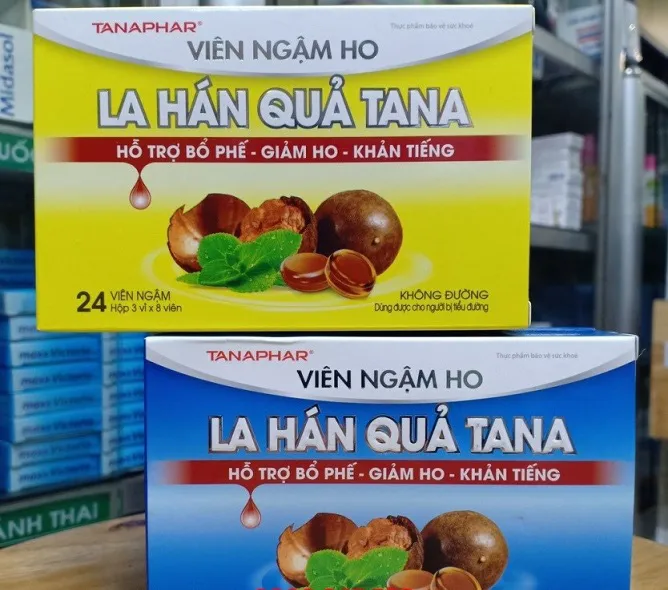 TANAPHAR®
Thực phẩm bảo vệ sức khoẻ
VIÊN NGẬM HO
LA HÁN QUẢ TANA
HỖ TRỢ BỔ PHẾ - GIẢM HO - KHẢN TIẾNG
24 VIÊN NGẬM
Hộp 3 vỉ x 8 viên
KHÔNG ĐƯỜNG
Dùng được cho người bị tiểu đường
TANAPHAR®
Thực phẩm bảo vệ sức khoẻ
VIÊN NGẬM HO
LA HÁN QUẢ TANA
HỖ TRỢ BỔ PHẾ - GIẢM HO - KHẢN TIẾNG
Midasol
ÁNH THAI